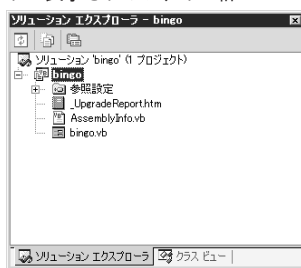 ソリューション エクスプローラ - bingo
ソリューション 'bingo' (1 プロジェクト)
bingo
参照設定
_UpgradeReport.htm
AssemblyInfo.vb
bingo.vb
ソリューション エクスプローラ
クラス ビュー